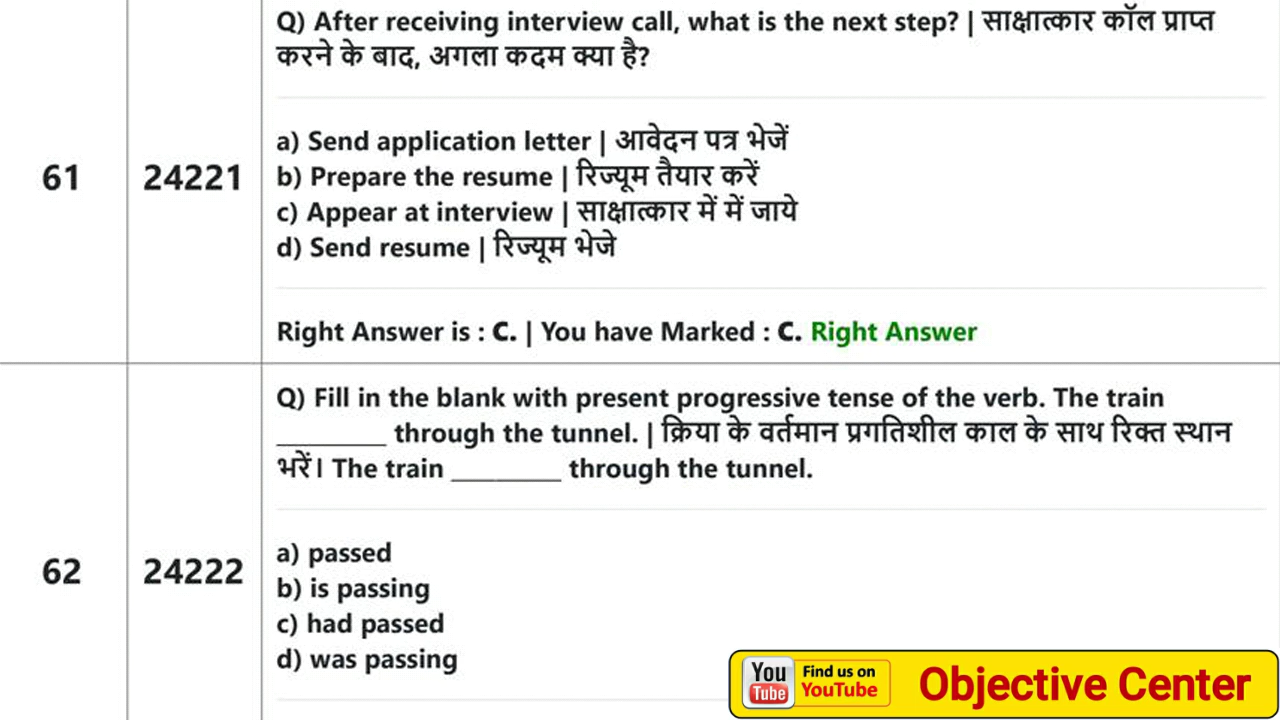 Q) After receiving interview call, what is the next step? | साक्षात्कार कॉल प्राप्त
करने के बाद, अगला कदम क्या है?
61
24221
a) Send application letter | आवेदन पत्र भेजें
b) Prepare the resume | रिज्यूम तैयार करें
c) Appear at interview | साक्षात्कार में में जाये
d) Send resume | रिज्यूम भेजे
Right Answer is : C. | You have Marked : C. Right Answer
Q) Fill in the blank with present progressive tense of the verb. The train
_________ through the tunnel. | क्रिया के वर्तमान प्रगतिशील काल के साथ रिक्त स्थान
भरें। The train _________ through the tunnel.
62
24222
a) passed
b) is passing
c) had passed
d) was passing
You
Tube
Find us on
YouTube
Objective Center